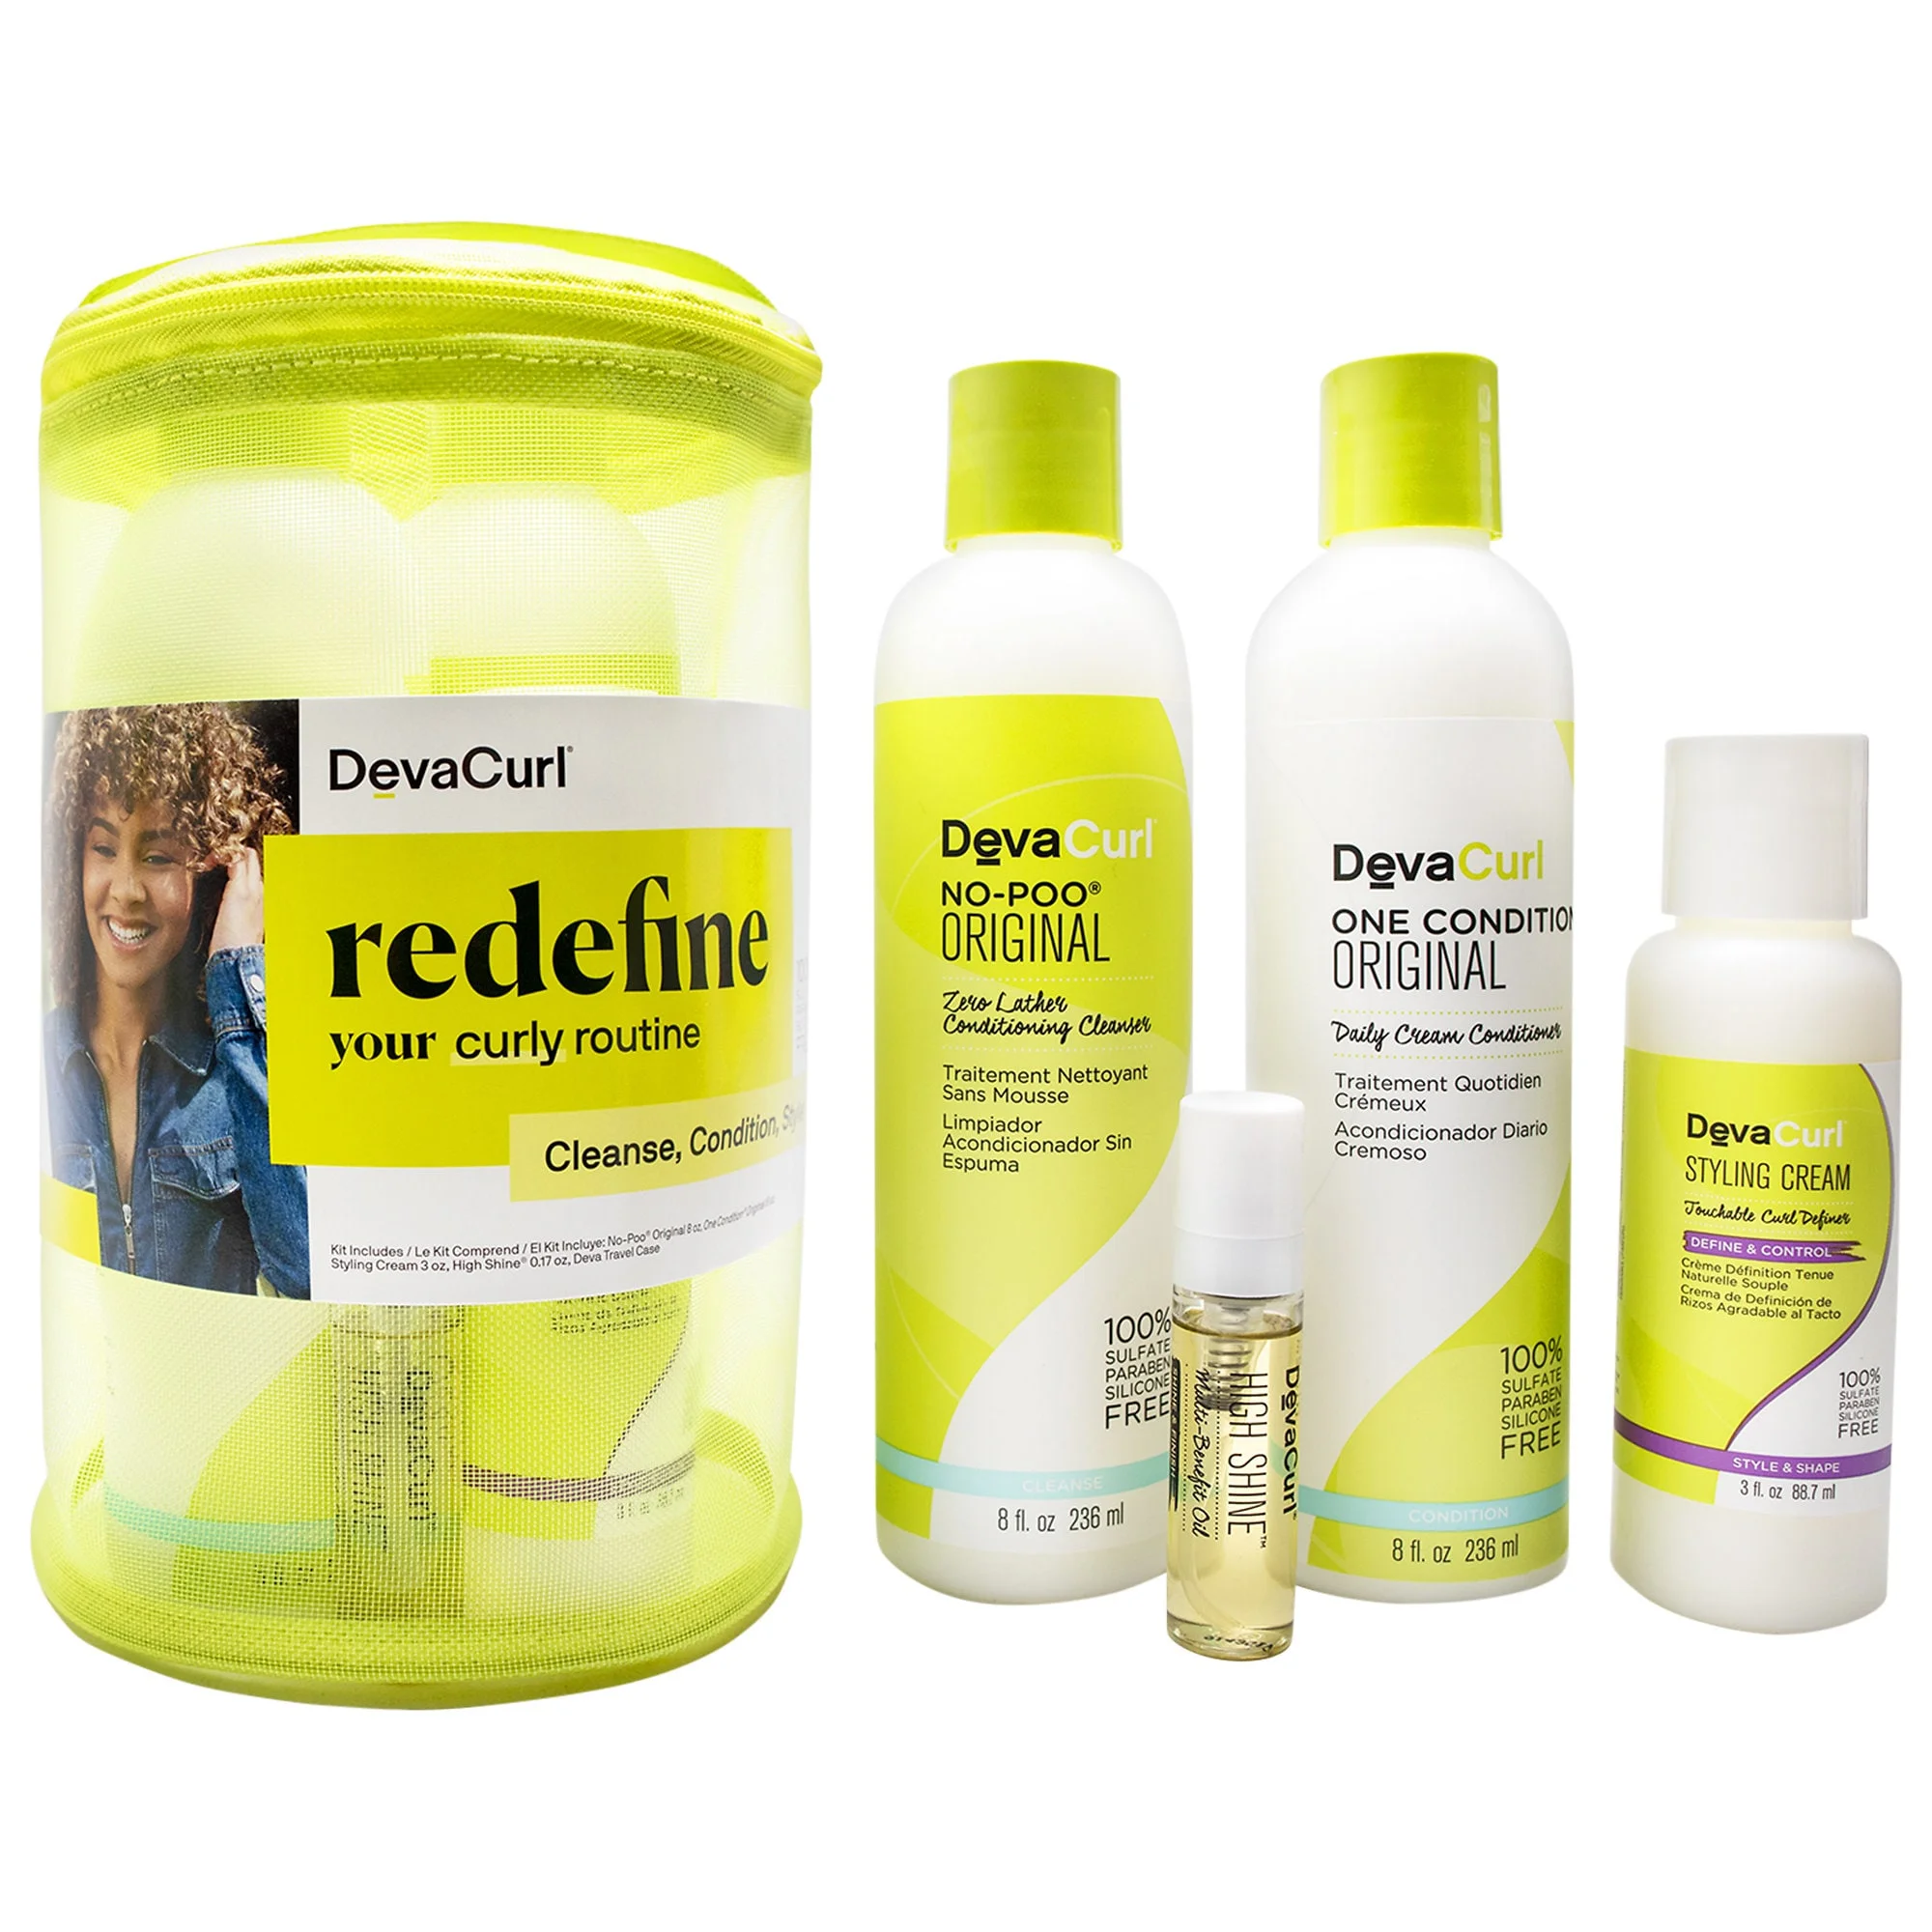 DevaCurl®
redefine
your curly routine
Cleanse, Condition,
Kit Includes / Le Kit Comprend / El Kit Incluye: No-Poo® Original 8 oz, One Condition® Original 8 oz,
Styling Cream 3 oz, High Shine® 0.17 oz, Deva Travel Case
DevaCurl
NO-POO®
ORIGINAL
Zero Lather
Conditioning Cleanser
Traitement Nettoyant
Sans Mousse
Limpiador
Acondicionador Sin
Espuma
100%
SULFATE
PARABEN
SILICONE
FREE
CLEANSE
8 fl. oz 236 ml
DevaCurl®
HIGH SHINE™
Multi-Benefit Oil
DevaCurl
ONE CONDITION
ORIGINAL
Daily Cream Conditioner
Traitement Quotidien
Crémeux
Acondicionador Diario
Cremoso
100%
SULFATE
PARABEN
SILICONE
FREE
CONDITION
8 fl. oz 236 ml
DevaCurl
STYLING CREAM
Touchable Curl Definer
DEFINE & CONTROL
Crème Définition Tenue
Naturelle Souple
Crema de Definición de
Rizos Agradable al Tacto
100%
SULFATE
PARABEN
SILICONE
FREE
STYLE & SHAPE
3 fl. oz 88.7 ml